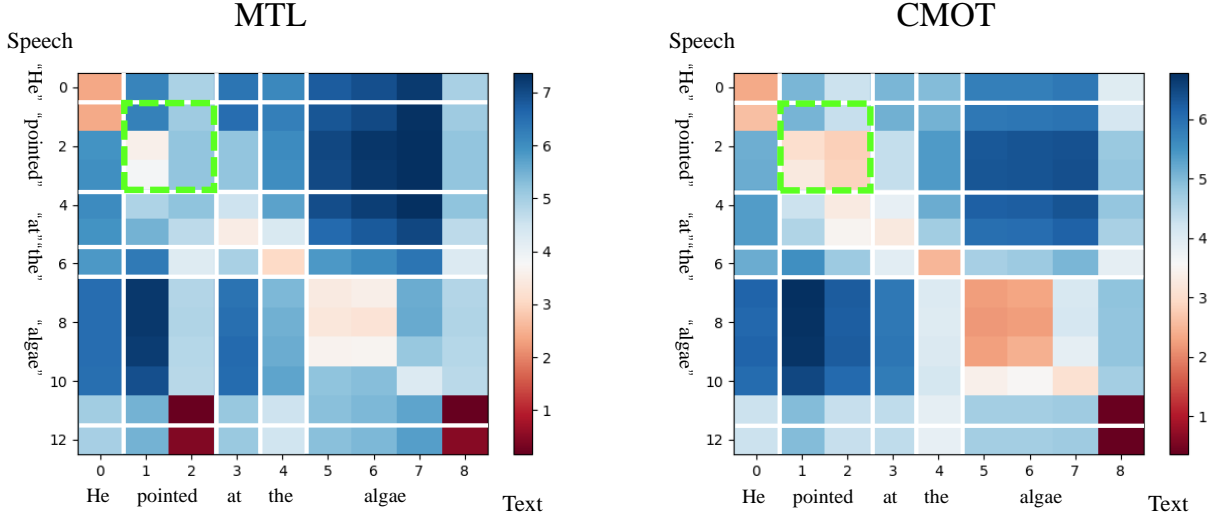 MTL
Speech
“He” “pointed” “at” “the” “algae”
0
2
4
6
8
10
12
0 1 2 3 4 5 6 7 8
He pointed at the algae
Text
7
6
5
4
3
2
1
CMOT
Speech
“He” “pointed” “at” “the” “algae”
0
2
4
6
8
10
12
0 1 2 3 4 5 6 7 8
He pointed at the algae
Text
6
5
4
3
2
1